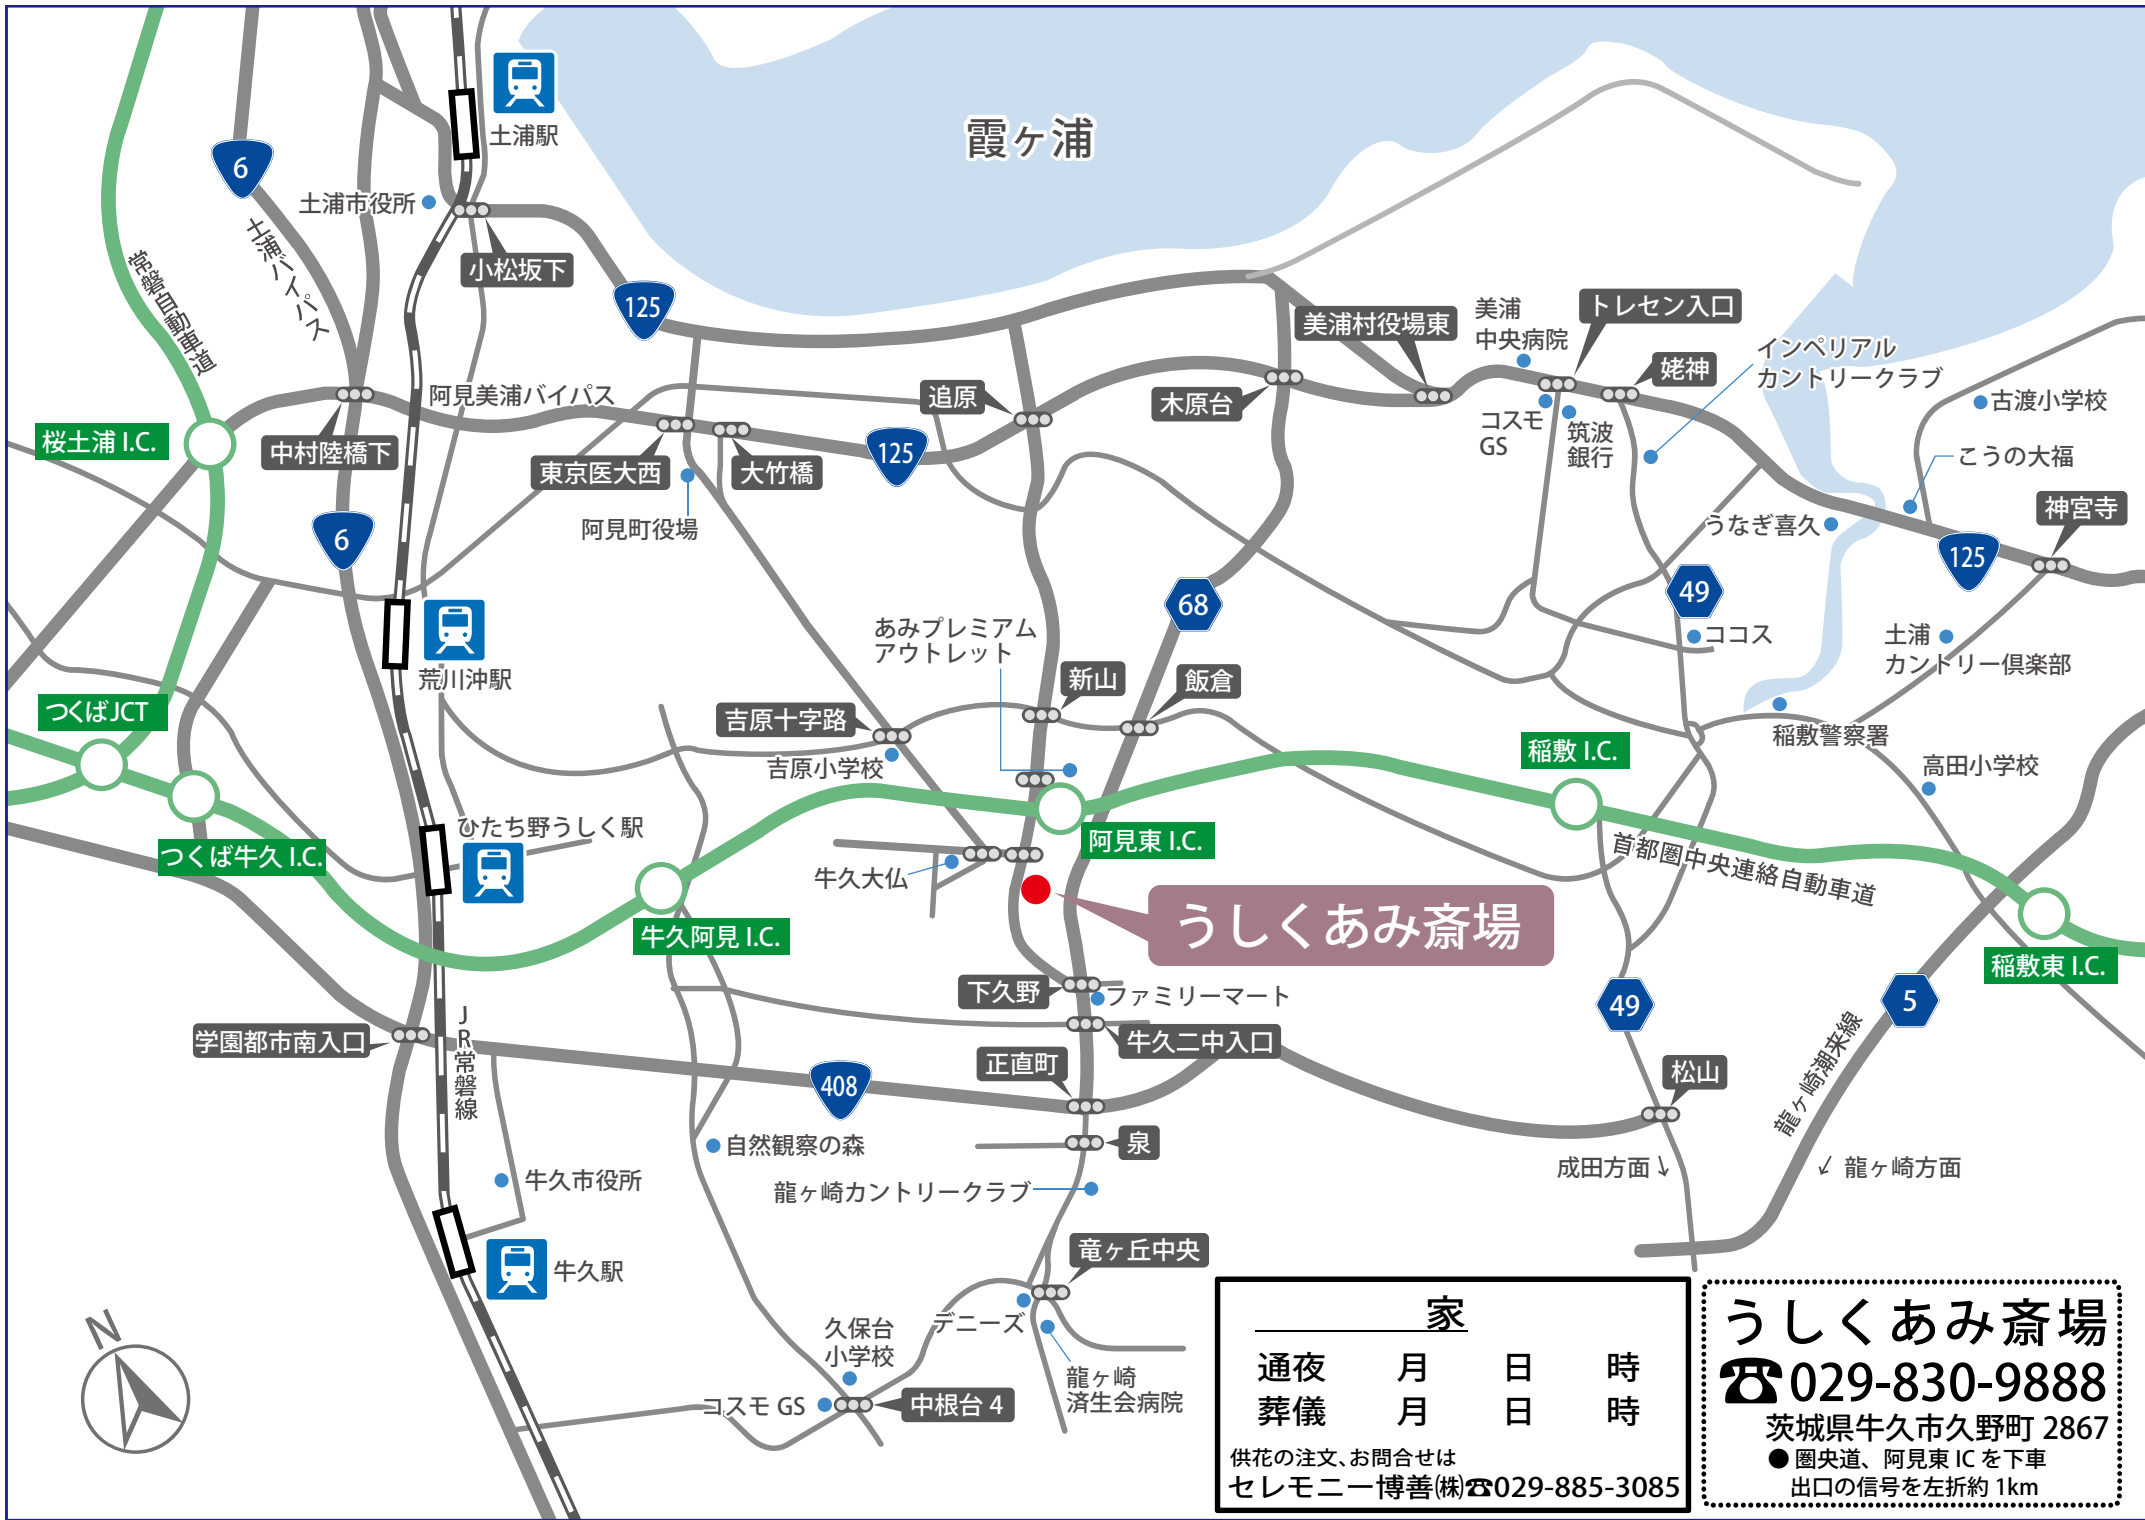 霞ヶ浦
土浦駅
6
土浦市役所
土浦バイパス
常磐自動車道
小松坂下
125
美浦村役場東
美浦
中央病院
トレセン入口
姥神
インペリアル
カントリークラブ
古渡小学校
阿見美浦バイパス
追原
木原台
コスモ
GS
筑波
銀行
こうの大福
桜土浦 I.C.
中村陸橋下
東京医大西
大竹橋
125
阿見町役場
うなぎ喜久
神宮寺
125
6
68
49
ココス
土浦
カントリー倶楽部
あみプレミアム
アウトレット
荒川沖駅
新山
飯倉
つくばJCT
吉原十字路
吉原小学校
稲敷 I.C.
稲敷警察署
高田小学校
ひたち野うしく駅
つくば牛久 I.C.
阿見東 I.C.
首都圏中央連絡自動車道
牛久大仏
うしくあみ斎場
牛久阿見 I.C.
稲敷東 I.C.
下久野
ファミリーマート
49
5
学園都市南入口
JR常磐線
牛久二中入口
正直町
408
松山
龍ヶ崎潮来線
泉
自然観察の森
成田方面↓
↙ 龍ヶ崎方面
牛久市役所
龍ヶ崎カントリークラブ
竜ヶ丘中央
牛久駅
デニーズ
久保台
小学校
龍ヶ崎
済生会病院
コスモ GS
中根台 4
N
家
通夜 月 日 時
葬儀 月 日 時
供花の注文、お問合せは
セレモニー博善㈱☎029-885-3085
うしくあみ斎場
☎029-830-9888
茨城県牛久市久野町 2867
●圏央道、阿見東 IC を下車
出口の信号を左折約 1km